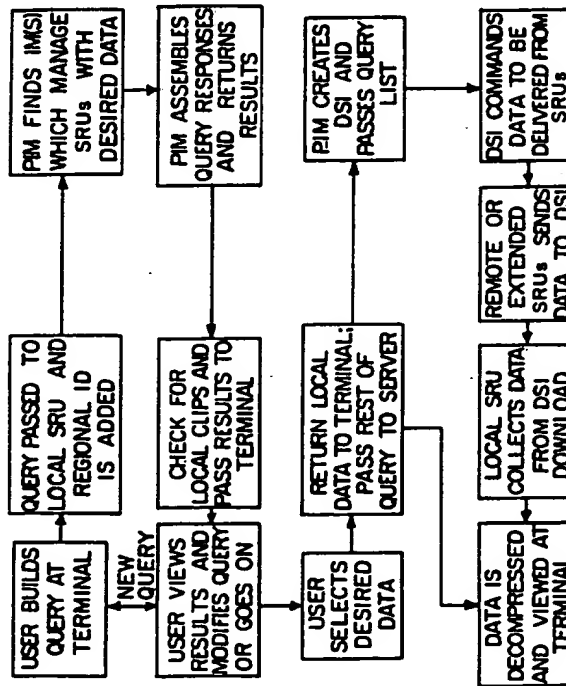 USER BUILDS
QUERY AT
TERMINAL
QUERY PASSED TO
LOCAL SRU AND
REGIONAL ID
IS ADDED
PIM FINDS IM(S)
WHICH MANAGE
SRUs WITH
DESIRED DATA
NEW
QUERY
USER VIEWS
RESULTS AND
MODIFIES QUERY
OR GOES ON
CHECK FOR
LOCAL CLIPS AND
PASS RESULTS TO
TERMINAL
PIM ASSEMBLES
QUERY RESPONSES
AND RETURNS
RESULTS
USER
SELECTS
DESIRED
DATA
RETURN LOCAL
DATA TO TERMINAL;
PASS REST OF
QUERY TO SERVER
PIM CREATES
DSI AND
PASSES QUERY
LIST
DATA IS
DECOMPRESSED
AND VIEWED AT
TERMINAL
LOCAL SRU
COLLECTS DATA
FROM DSI
DOWNLOAD
REMOTE OR
EXTENDED
SRUs SENDS
DATA TO DSI
DSI COMMANDS
DATA TO BE
DELIVERED FROM
SRUs